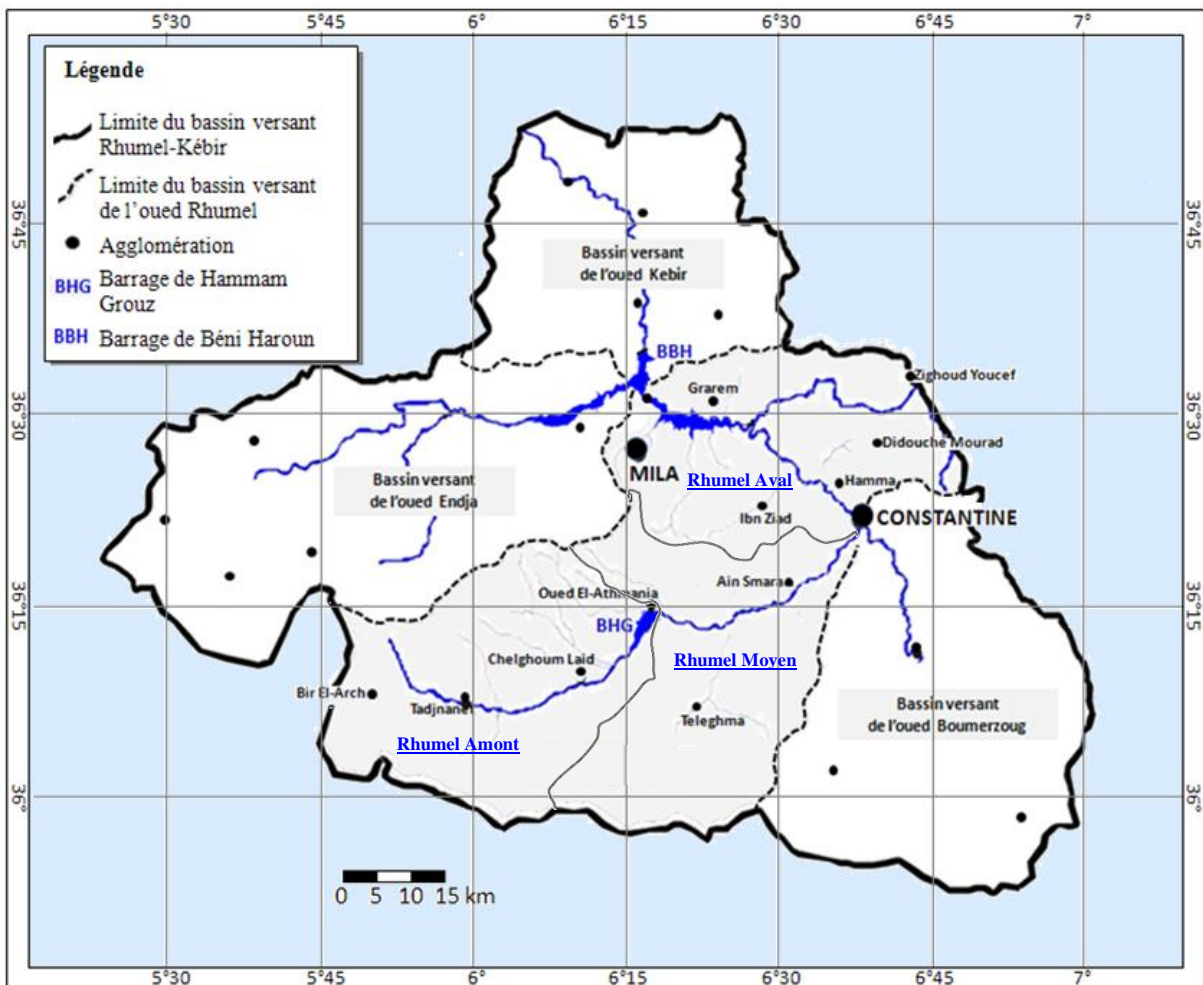 5°30
5°45
6°
6°15
6°30
6°45
7°
Légende
Limite du bassin versant
Rhumel-Kébir
Limite du bassin versant
de l'oued Rhumel
Agglomération
BHG Barrage de Hammam
Grouz
BBH Barrage de Béni Haroun
36°45
36°45
Bassin versant
de l'oued Kebir
BBH
Zighoud Youcef
Grarem
36°30
36°30
Didouche Mourad
MILA
Rhumel Aval
Hamma
Bassin versant
de l'oued Endja
Ibn Ziad
CONSTANTINE
Ain Smara
Oued El-Athmania
36°15
36°15
BHG
Chelghoum Laid
Rhumel Moyen
Bir El-Arch
Tadjnanet
Teleghma
Bassin versant
de l'oued Boumerzoug
Rhumel Amont
36°
36°
0 5 10 15 km
5°30
5°45
6°
6°15
6°30
6°45
7°